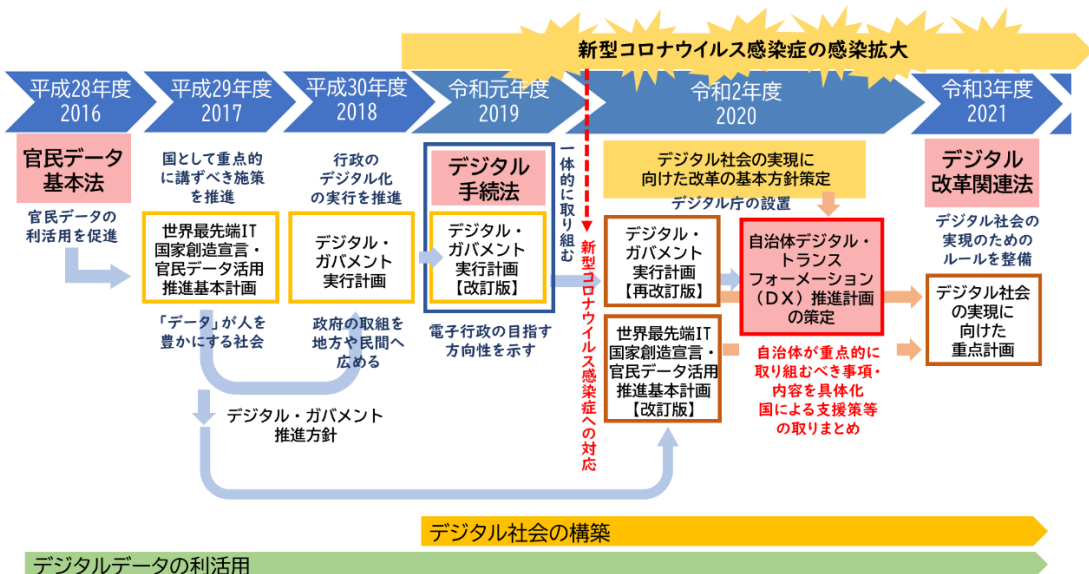 新型コロナウイルス感染症の感染拡大
平成28年度
2016
平成29年度
2017
平成30年度
2018
令和元年度
2019
令和2年度
2020
令和3年度
2021
官民データ
基本法
官民データの
利活用を促進
国として重点的
に講ずべき施策
を推進
世界最先端IT
国家創造宣言・
官民データ活用
推進基本計画
「データ」が人を
豊かにする社会
行政の
デジタル化
の実行を推進
デジタル・
ガバメント
実行計画
政府の取組を
地方や民間へ
広める
デジタル・ガバメント
推進方針
デジタル
手続法
デジタル・
ガバメント
実行計画
【改訂版】
電子行政の目指す
方向性を示す
一体的に取り組む
新型コロナウイルス感染症への対応
デジタル社会の実現に
向けた改革の基本方針策定
デジタル庁の設置
デジタル・
ガバメント
実行計画
【再改訂版】
世界最先端IT
国家創造宣言・
官民データ活用
推進基本計画
【改訂版】
自治体デジタル・
トランス
フォーメーション
（DX）推進計画
の策定
自治体が重点的に
取り組むべき事項・
内容を具体化
国による支援策等
の取りまとめ
デジタル
改革関連法
デジタル社会の
実現のための
ルールを整備
デジタル社会
の実現に
向けた
重点計画
デジタル社会の構築
デジタルデータの利活用